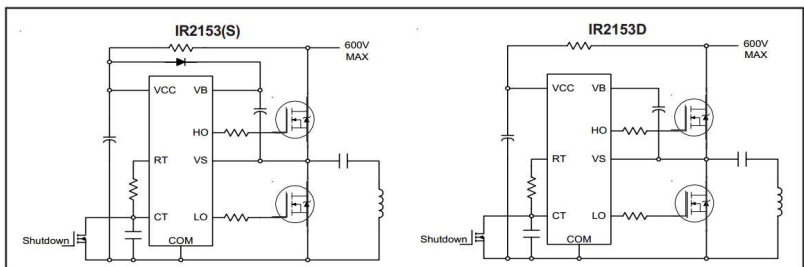 IR2153(S)
600V
MAX
VCC
VB
HO
RT
VS
CT
LO
COM
Shutdown
IR2153D
600V
MAX
VCC
VB
HO
RT
VS
CT
LO
COM
Shutdown